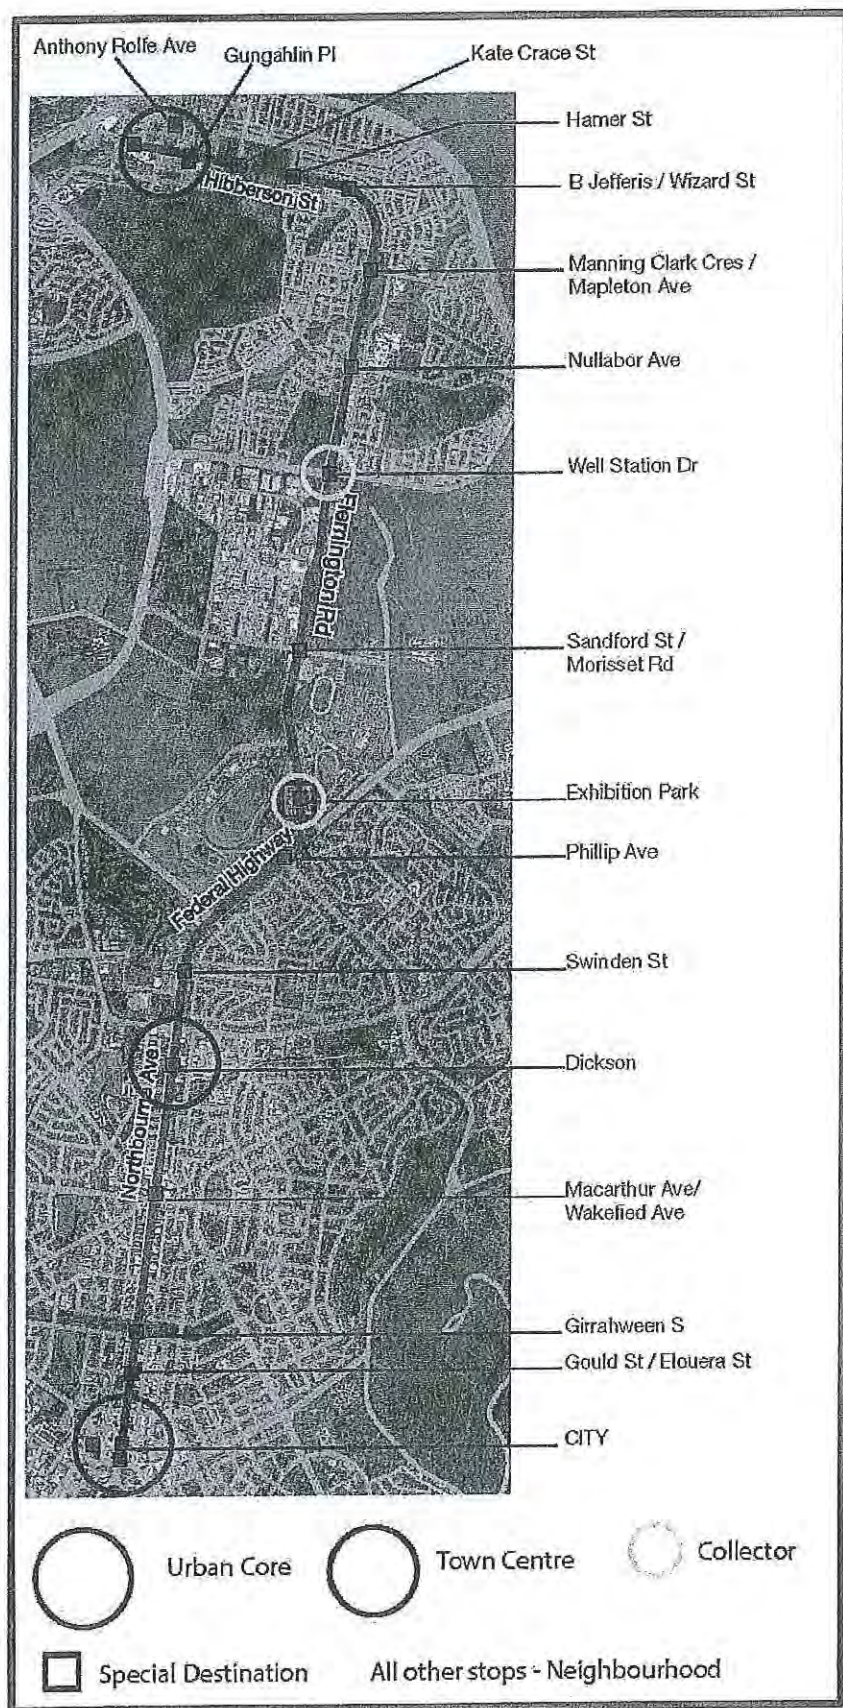 Anthony Rolfe Ave
Gungahlin Pl
Kate Crace St
Hamer St
Hibberson St
B Jefferis / Wizard St
Manning Clark Cres /
Mapleton Ave
Nullabor Ave
Well Station Dr
Flemington Rd
Sandford St /
Morisset Rd
Exhibition Park
Phillip Ave
Federal Highway
Swinden St
Dickson
Northbourne Ave
Macarthur Ave/
Wakelied Ave
Girrahween S
Gould St / Elouera St
CITY
Urban Core
Town Centre
Collector
Special Destination
All other stops - Neighbourhood